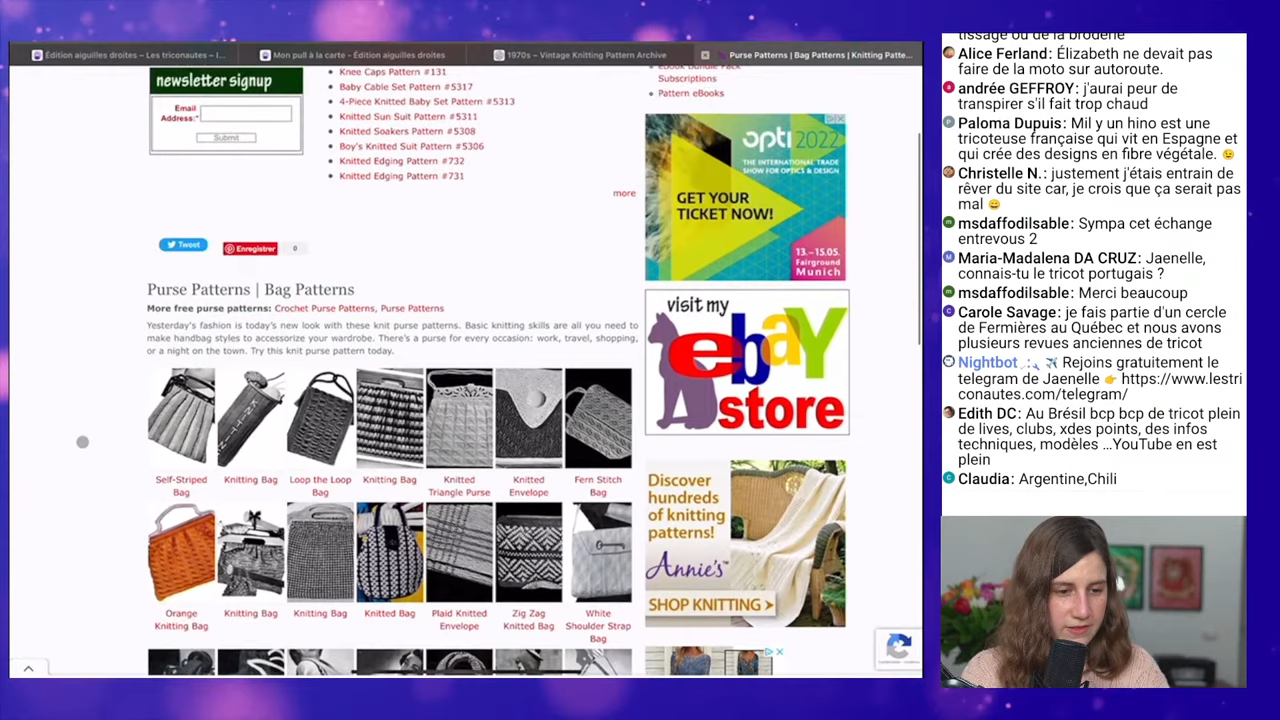 Édition aiguilles droites – Les triconautes – l...
Mon pull à la carte - Édition aiguilles droites
1970s – Vintage Knitting Pattern Archive
Purse Patterns | Bag Patterns | Knitting Patte...
newsletter signup
Email
Address:*
Submit
Knee Caps Pattern #131
Baby Cable Set Pattern #5317
4-Piece Knitted Baby Set Pattern #5313
Knitted Sun Suit Pattern #5311
Knitted Soakers Pattern #5308
Boy's Knitted Suit Pattern #5306
Knitted Edging Pattern #732
Knitted Edging Pattern #731
more
Subscriptions
Pattern eBooks
opti 2022
THE INTERNATIONAL TRADE
SHOW FOR OPTICS & DESIGN
GET YOUR
TICKET NOW!
13.–15.05.
Fairground
Munich
Tweet
Enregistrer
0
Purse Patterns | Bag Patterns
More free purse patterns: Crochet Purse Patterns, Purse Patterns
Yesterday's fashion is today's new look with these knit purse patterns. Basic knitting skills are all you need to
make handbag styles to accessorize your wardrobe. There's a purse for every occasion: work, travel, shopping,
or a night on the town. Try this knit purse pattern today.
visit my
ebay
store
Self-Striped
Bag
Knitting Bag
Loop the Loop
Bag
Knitting Bag
Knitted
Triangle Purse
Knitted
Envelope
Fern Stitch
Bag
Discover
hundreds
of knitting
patterns!
Annie's
SHOP KNITTING >
Orange
Knitting Bag
Knitting Bag
Knitting Bag
Knitted Bag
Plaid Knitted
Envelope
Zig Zag
Knitted Bag
White
Shoulder Strap
Bag
tissage ou de la broderie
Alice Ferland: Élizabeth ne devait pas
faire de la moto sur autoroute.
andrée GEFFROY: j'aurai peur de
transpirer s'il fait trop chaud
Paloma Dupuis: Mil y un hino est une
tricoteuse française qui vit en Espagne et
qui crée des designs en fibre végétale. 😉
Christelle N.: justement j'étais entrain de
rêver du site car, je crois que ça serait pas
mal 😄
msdaffodilsable: Sympa cet échange
entrevous 2
Maria-Madalena DA CRUZ: Jaenelle,
connais-tu le tricot portugais ?
msdaffodilsable: Merci beaucoup
Carole Savage: je fais partie d'un cercle
de Fermières au Québec et nous avons
plusieurs revues anciennes de tricot
Nightbot ✈️ Rejoins gratuitement le
telegram de Jaenelle 👉 https://www.lestri
conautes.com/telegram/
Edith DC: Au Brésil bcp bcp de tricot plein
de lives, clubs, xdes points, des infos
techniques, modèles ...YouTube en est
plein
Claudia: Argentine,Chili